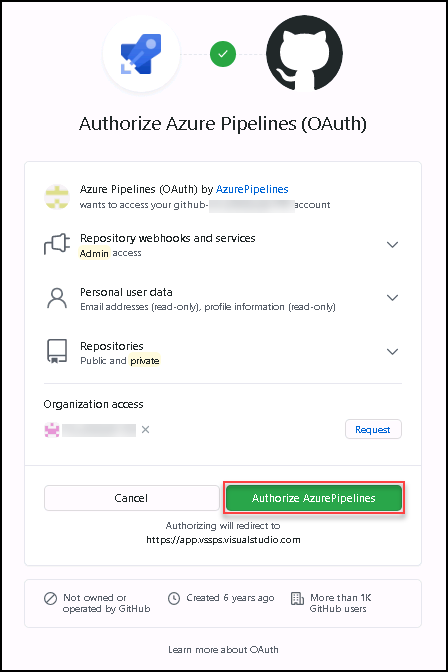 Authorize Azure Pipelines (OAuth)
Azure Pipelines (OAuth) by AzurePipelines
wants to access your github- account
Repository webhooks and services
Admin access
Personal user data
Email addresses (read-only), profile information (read-only)
Repositories
Public and private
Organization access
Request
Cancel
Authorize AzurePipelines
Authorizing will redirect to
https://app.vssps.visualstudio.com
Not owned or
operated by GitHub
Created 6 years ago
More than 1K
GitHub users
Learn more about OAuth